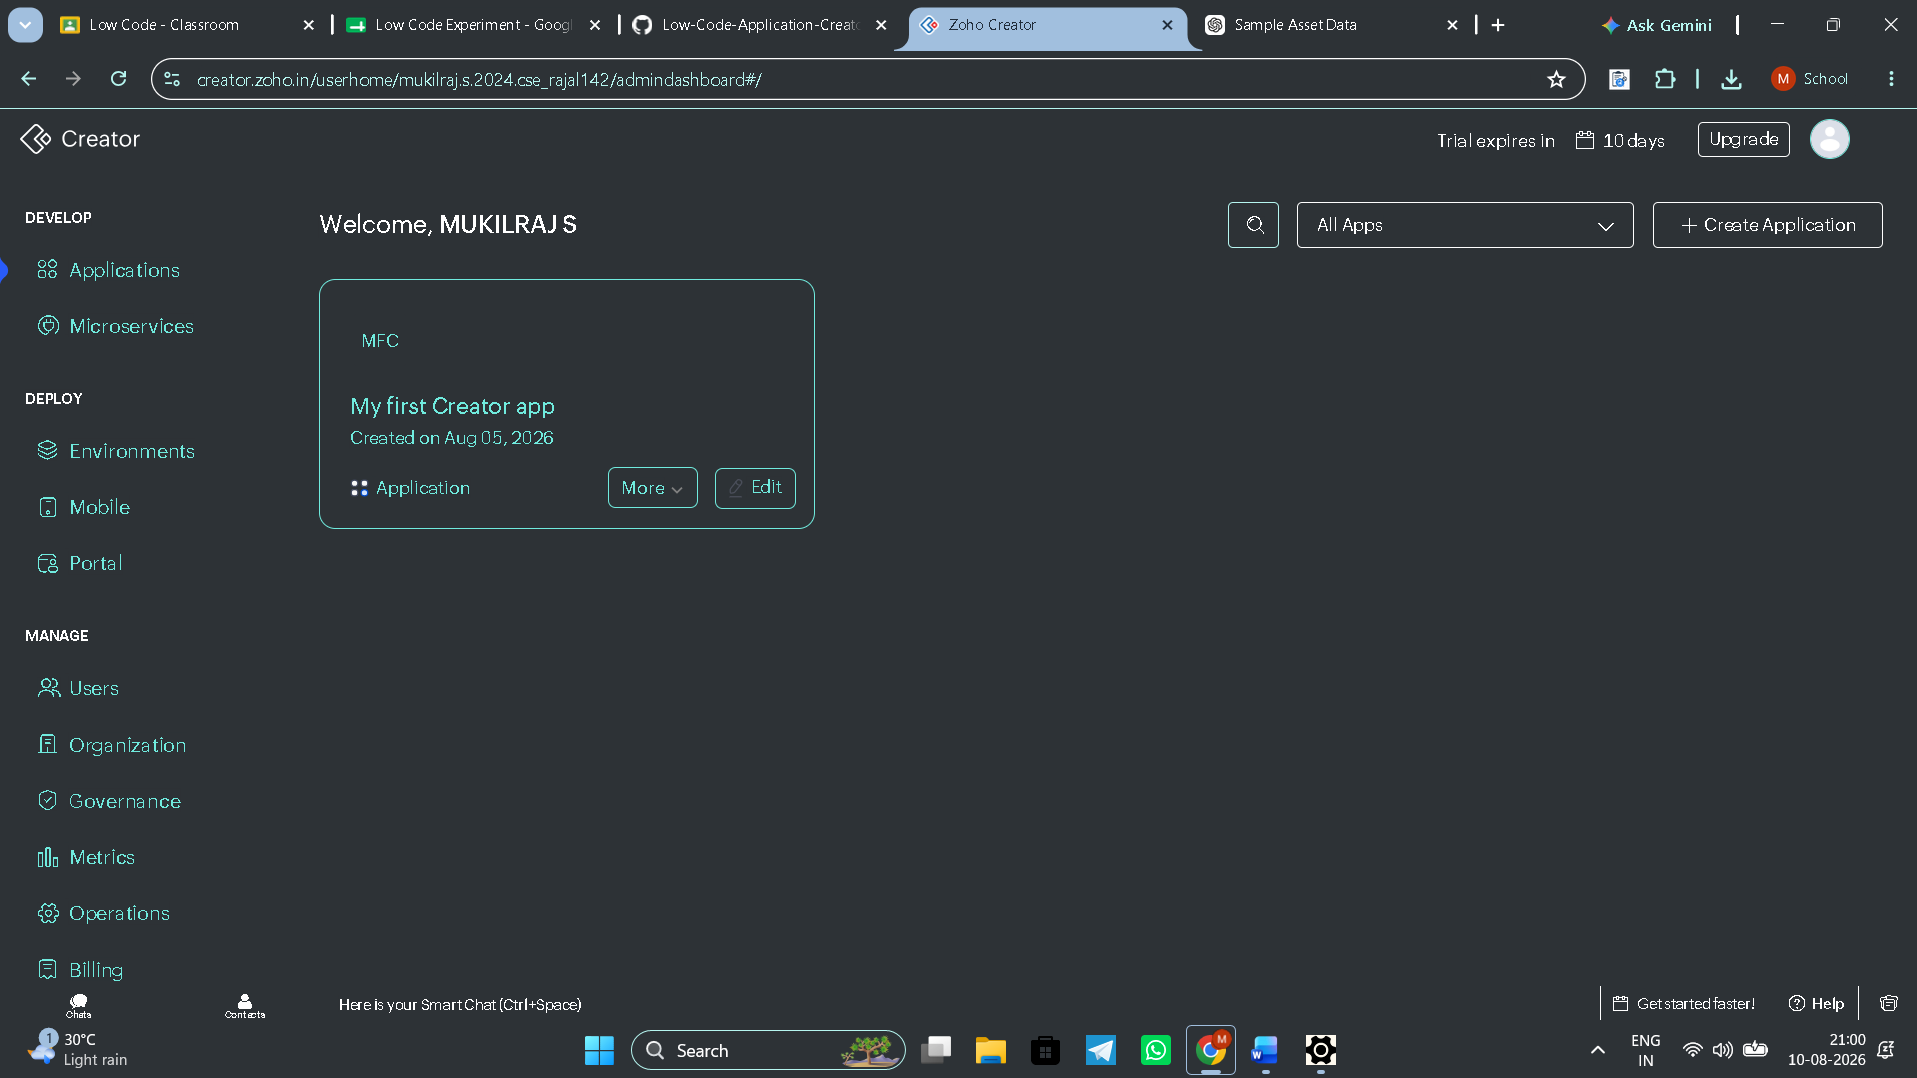 Low Code - Classroom
Low Code Experiment - Googl
Low-Code-Application-Creato
Zoho Creator
Sample Asset Data
Ask Gemini
creator.zoho.in/userhome/mukilraj.s.2024.cse_rajal142/admindashboard#/
M School
Creator
Trial expires in 10 days
Upgrade
DEVELOP
Welcome, MUKILRAJ S
All Apps
+ Create Application
Applications
Microservices
MFC
My first Creator app
Created on Aug 05, 2026
Application
More
Edit
DEPLOY
Environments
Mobile
Portal
MANAGE
Users
Organization
Governance
Metrics
Operations
Billing
Chats
Contacts
Here is your Smart Chat (Ctrl+Space)
Get started faster!
Help
1
30°C
Light rain
Search
M
W
ENG
IN
21:00
10-08-2026